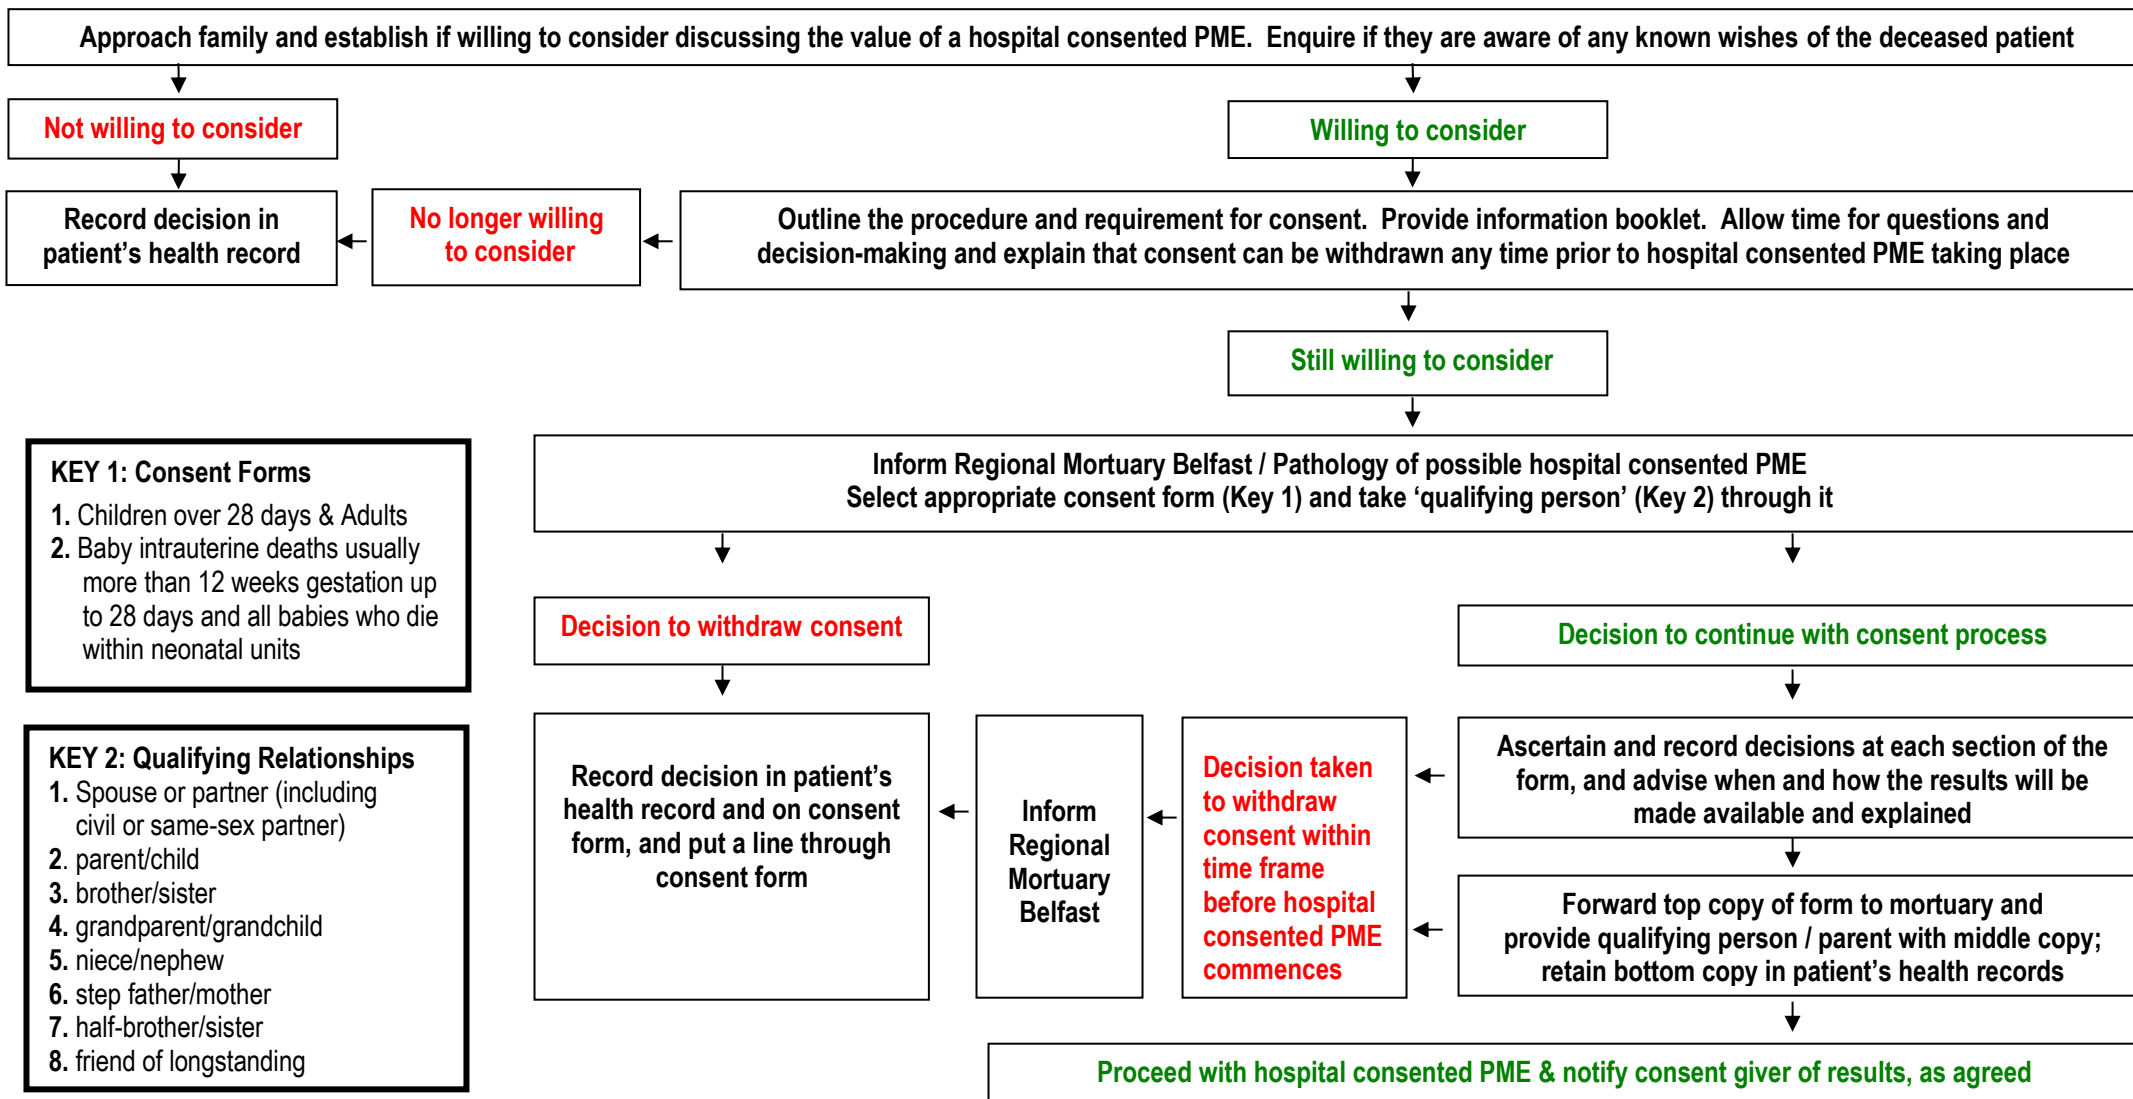 Approach family and establish if willing to consider discussing the value of a hospital consented PME.  Enquire if they are aware of any known wishes of the deceased patient
Not willing to consider
Willing to consider
Record decision in
patient’s health record
No longer willing
to consider
Outline the procedure and requirement for consent.  Provide information booklet.  Allow time for questions and
decision-making and explain that consent can be withdrawn any time prior to hospital consented PME taking place
Still willing to consider
Inform Regional Mortuary Belfast / Pathology of possible hospital consented PME
Select appropriate consent form (Key 1) and take ‘qualifying person’ (Key 2) through it
KEY 1: Consent Forms
1. Children over 28 days & Adults
2. Baby intrauterine deaths usually
more than 12 weeks gestation up
to 28 days and all babies who die
within neonatal units
Decision to withdraw consent
Decision to continue with consent process
KEY 2: Qualifying Relationships
1. Spouse or partner (including
civil or same-sex partner)
2. parent/child
3. brother/sister
4. grandparent/grandchild
5. niece/nephew
6. step father/mother
7. half-brother/sister
8. friend of longstanding
Record decision in patient’s
health record and on consent
form, and put a line through
consent form
Inform
Regional
Mortuary
Belfast
Decision taken
to withdraw
consent within
time frame
before hospital
consented PME
commences
Ascertain and record decisions at each section of the
form, and advise when and how the results will be
made available and explained
Forward top copy of form to mortuary and
provide qualifying person / parent with middle copy;
retain bottom copy in patient’s health records
Proceed with hospital consented PME & notify consent giver of results, as agreed